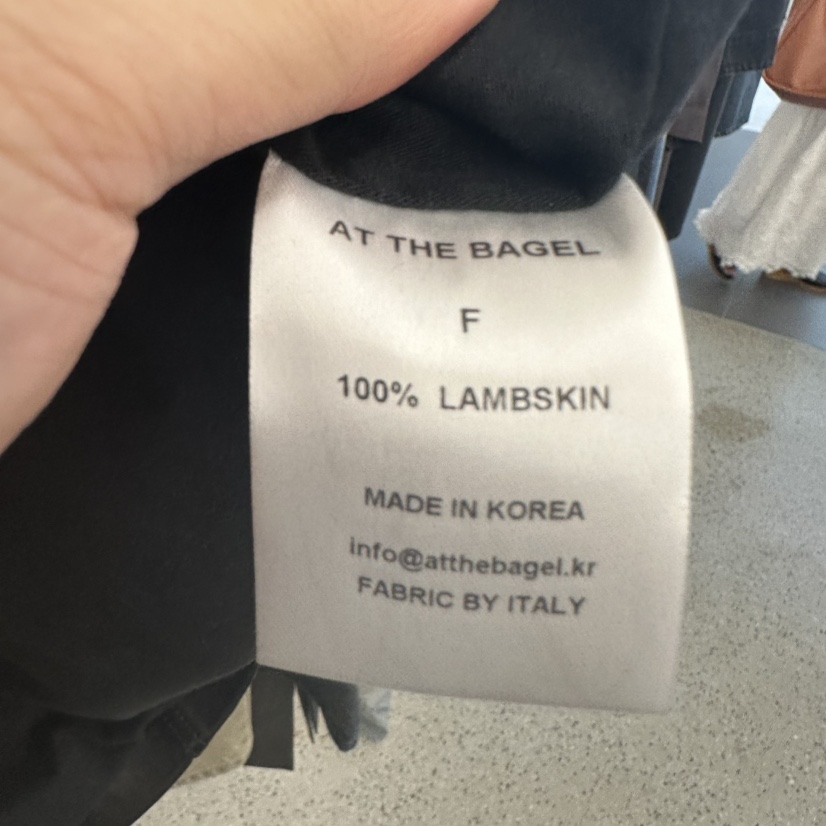 AT THE BAGEL
F
100% LAMBSKIN
MADE IN KOREA
info@atthebagel.kr
FABRIC BY ITALY